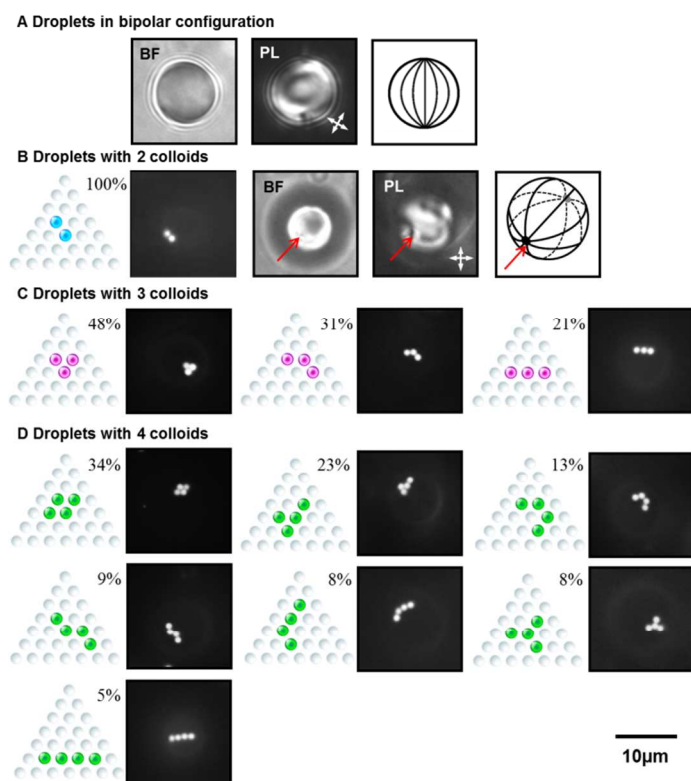 A Droplets in bipolar configuration
BF
PL
B Droplets with 2 colloids
100%
BF
PL
C Droplets with 3 colloids
48%
31%
21%
D Droplets with 4 colloids
34%
23%
13%
9%
8%
8%
5%
10μm